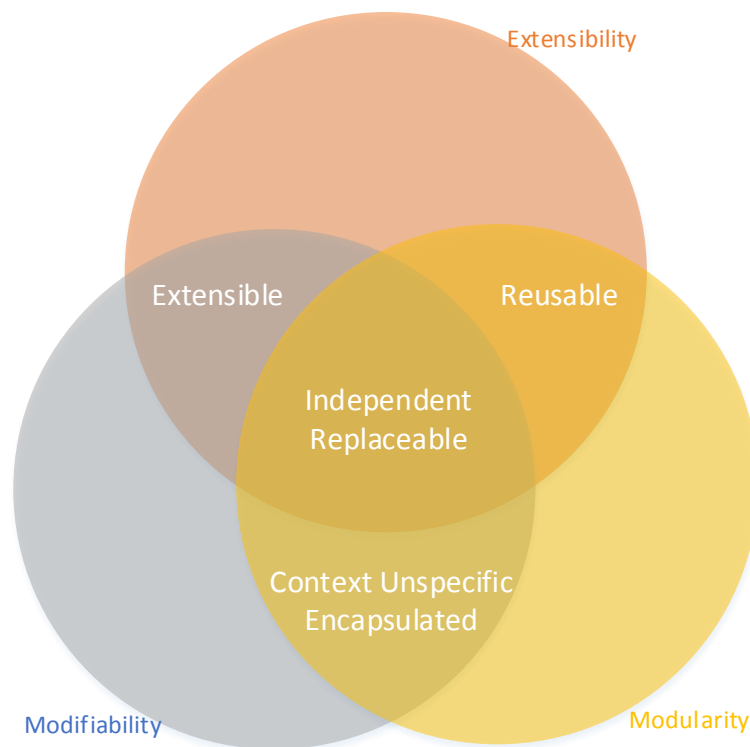 Extensibility
Extensible
Reusable
Independent
Replaceable
Context Unspecific
Encapsulated
Modifiability
Modularity